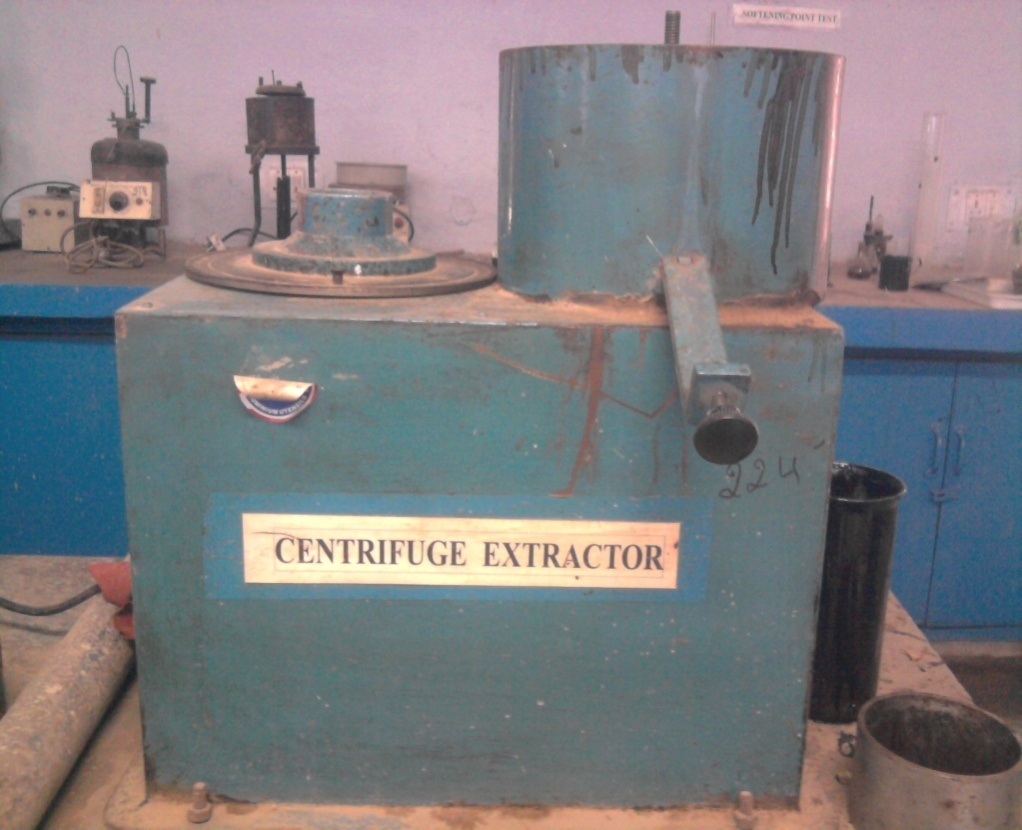 SOFTENING POINT TEST
224
CENTRIFUGE EXTRACTOR